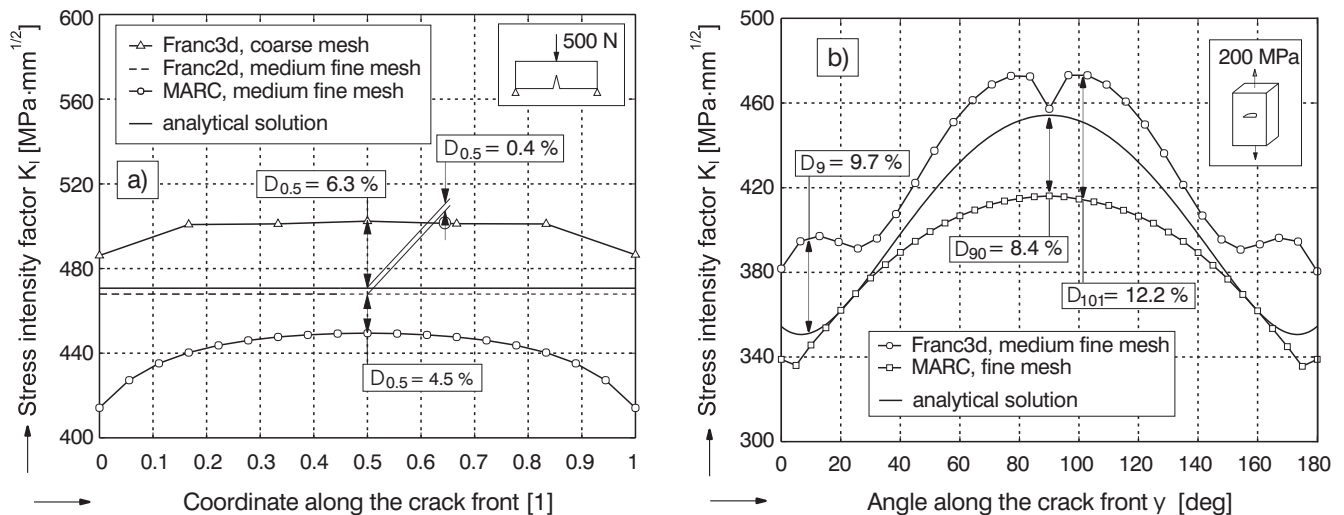 Stress intensity factor K_I [MPa·mm^1/2]
600
560
520
480
440
400
Franc3d, coarse mesh
Franc2d, medium fine mesh
MARC, medium fine mesh
analytical solution
500 N
a)
D_0.5 = 6.3 %
D_0.5 = 0.4 %
D_0.5 = 4.5 %
0 0.1 0.2 0.3 0.4 0.5 0.6 0.7 0.8 0.9 1
Coordinate along the crack front [1]
Stress intensity factor K_I [MPa·mm^1/2]
500
460
420
380
340
300
b)
200 MPa
D_9 = 9.7 %
D_90 = 8.4 %
D_101 = 12.2 %
Franc3d, medium fine mesh
MARC, fine mesh
analytical solution
0 20 40 60 80 100 120 140 160 180
Angle along the crack front γ [deg]